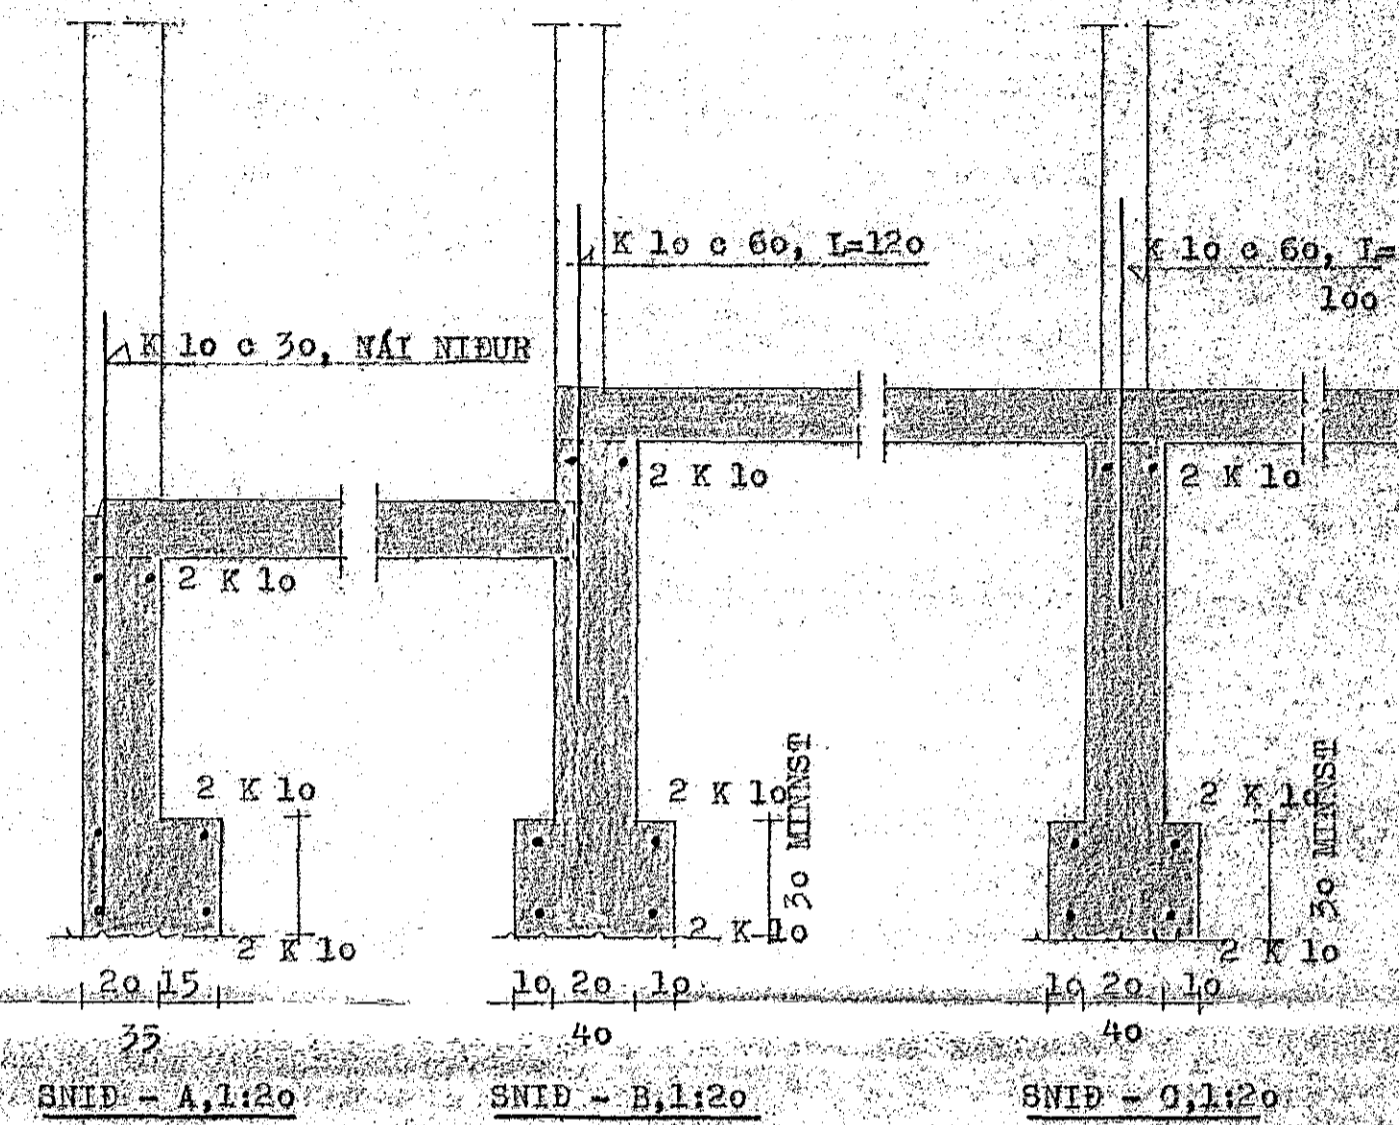 K 1o c 6o, L=12o
K 1o c 6o, L=
1oo
K 1o c 3o, NÁI NIÐUR
2 K 1o
2 K 1o
2 K 1o
2 K 1o
2 K 1o
2 K 1o
3o MINNST
3o MINNST
2 K 1o
2 K 1o
2 K 1o
2o 15
1o 2o 1o
1o 2o 1o
35
4o
4o
SNIÐ - A,1:2o
SNIÐ - B,1:2o
SNIÐ - C,1:2o